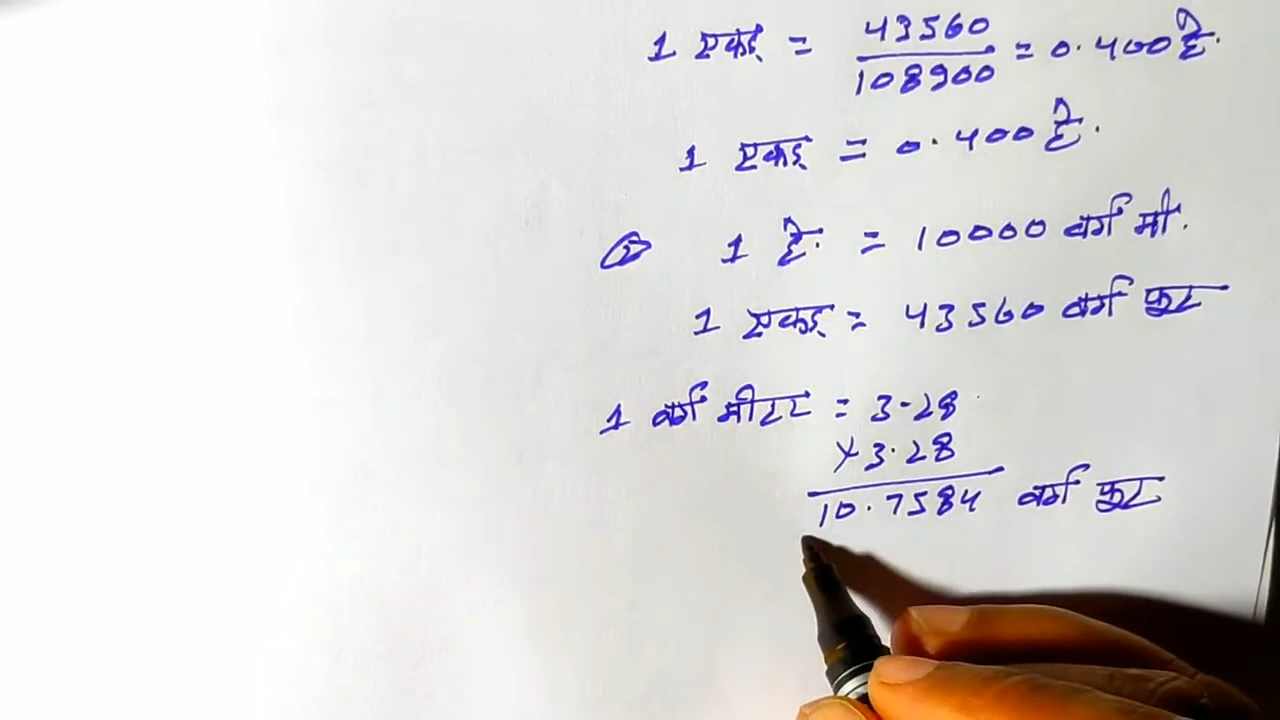 1 एकड़ = 43560 / 108900 = 0.400 हे.
1 एकड़ = 0.400 हे.
② 1 हे. = 10000 वर्ग मी.
1 एकड़ = 43560 वर्ग फुट
1 वर्ग मीटर = 3.28
× 3.28
10.7584 वर्ग फुट